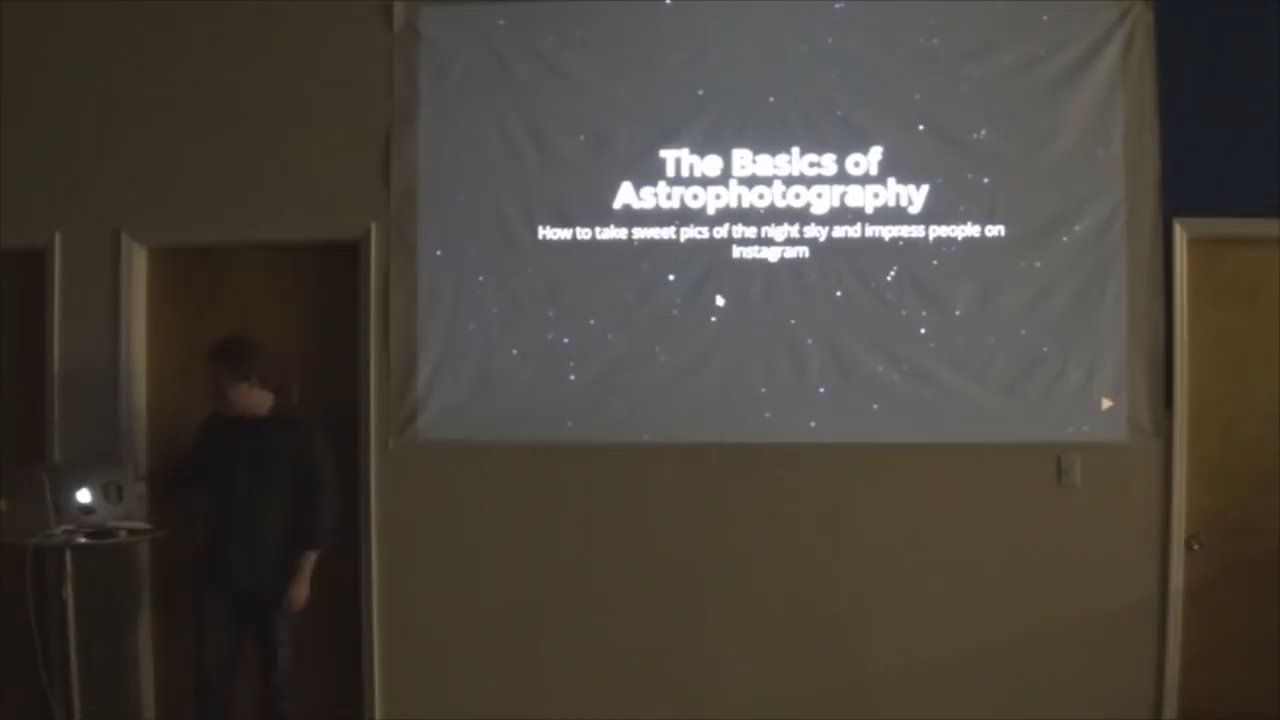 The Basics of
Astrophotography
How to take sweet pics of the night sky and impress people on
Instagram